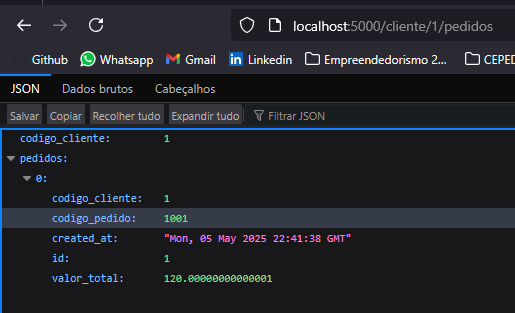 localhost:5000/cliente/1/pedidos
Github Whatsapp Gmail Linkedin Empreendedorismo 2... CEPED
JSON Dados brutos Cabeçalhos
Salvar Copiar Recolher tudo Expandir tudo Filtrar JSON
codigo_cliente: 1
pedidos:
0:
codigo_cliente: 1
codigo_pedido: 1001
created_at: "Mon, 05 May 2025 22:41:38 GMT"
id: 1
valor_total: 120.00000000000001